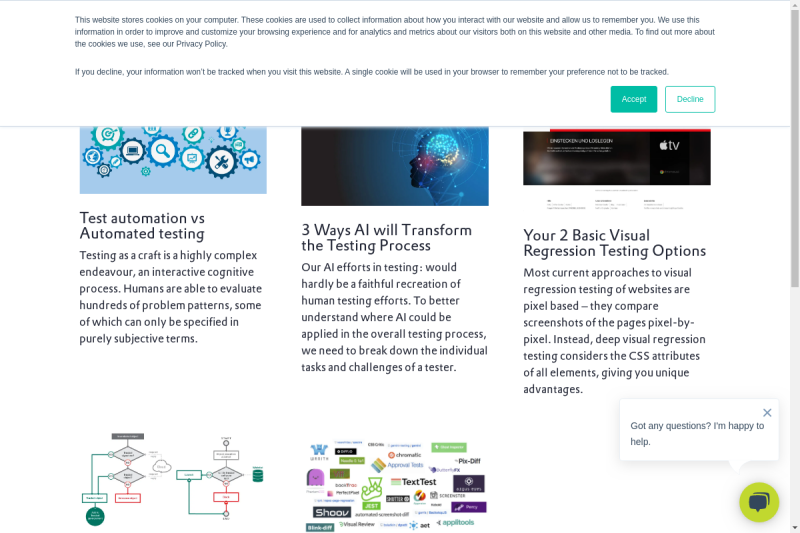 This website stores cookies on your computer. These cookies are used to collect information about how you interact with our website and allow us to remember you. We use this
information in order to improve and customize your browsing experience and for analytics and metrics about our visitors both on this website and other media. To find out more about
the cookies we use, see our Privacy Policy.
If you decline, your information won't be tracked when you visit this website. A single cookie will be used in your browser to remember your preference not to be tracked.
Accept
Decline
EINSTECKEN UND LOSLEGEN
tv
Test automation vs
Automated testing
Testing as a craft is a highly complex
endeavour, an interactive cognitive
process. Humans are able to evaluate
hundreds of problem patterns, some
of which can only be specified in
purely subjective terms.
3 Ways AI will Transform
the Testing Process
Our AI efforts in testing: would
hardly be a faithful recreation of
human testing efforts. To better
understand where AI could be
applied in the overall testing process,
we need to break down the individual
tasks and challenges of a tester.
Your 2 Basic Visual
Regression Testing Options
Most current approaches to visual
regression testing of websites are
pixel based – they compare
screenshots of the pages pixel-by-
pixel. Instead, deep visual regression
testing considers the CSS attributes
of all elements, giving you unique
advantages.
Got any questions? I'm happy to
help.
WRAITH
chromatic
Approval Tests
Pix-Diff
BackstopJS
PerfectPixel
TextTest
JEST
SCREENSTER
Shoov
automated-screenshot-diff
Percy
Blink-diff
Visual Review
aet
applitools